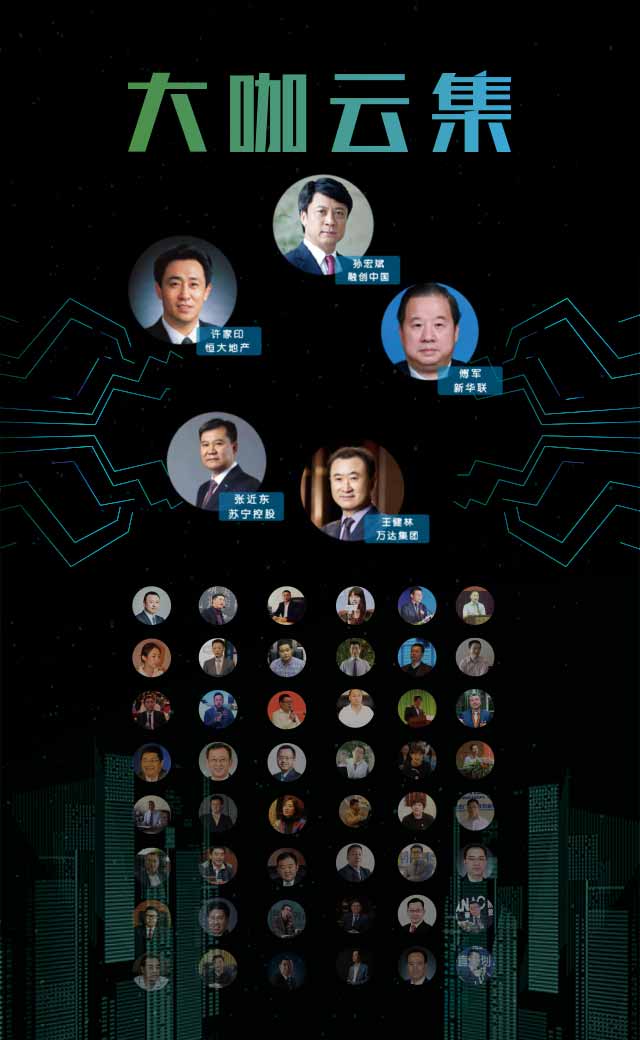 大咖云集
孙宏斌
融创中国
许家印
恒大地产
傅军
新华联
张近东
苏宁控股
王健林
万达集团